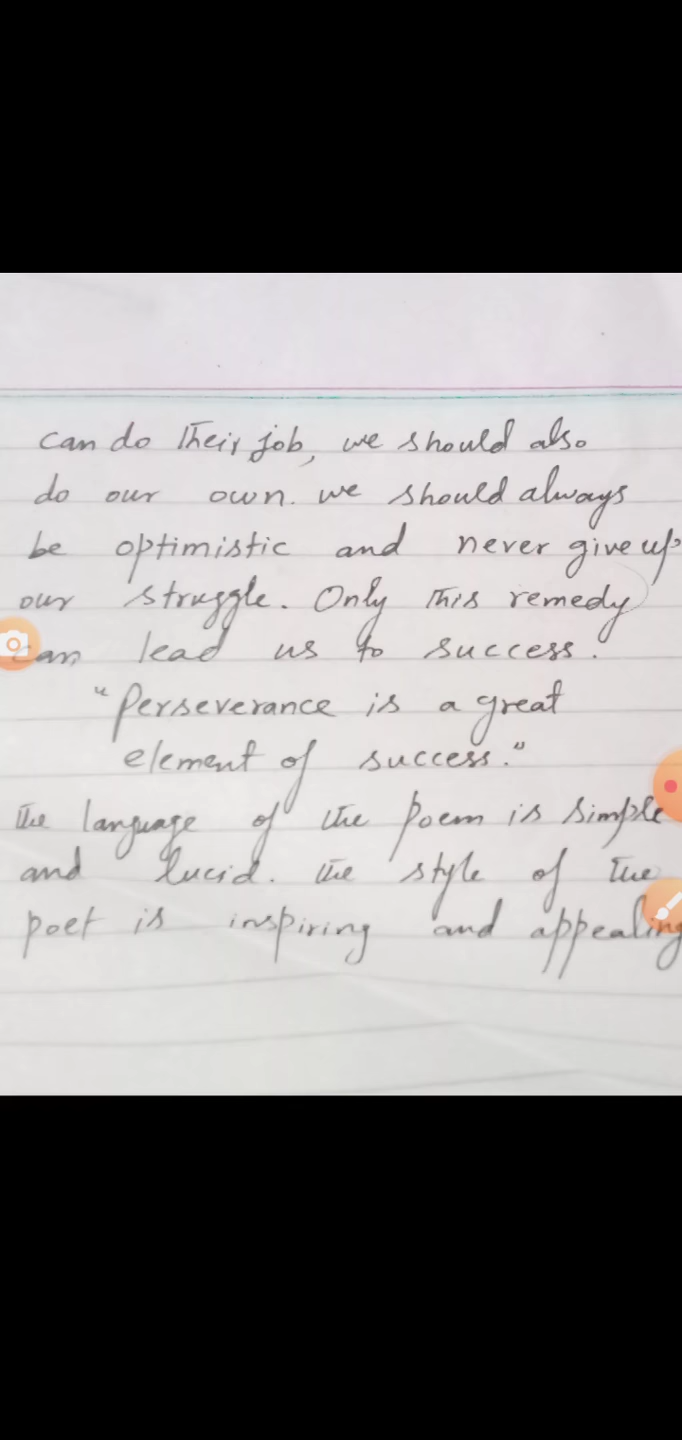 can do Their job, we should also
do our own. we should always
be optimistic and never give up
our struggle. Only This remedy
can lead us to success.
"Perseverance is a great
element of success."
The language of the poem is simple
and lucid. The style of The
poet is inspiring and appealing